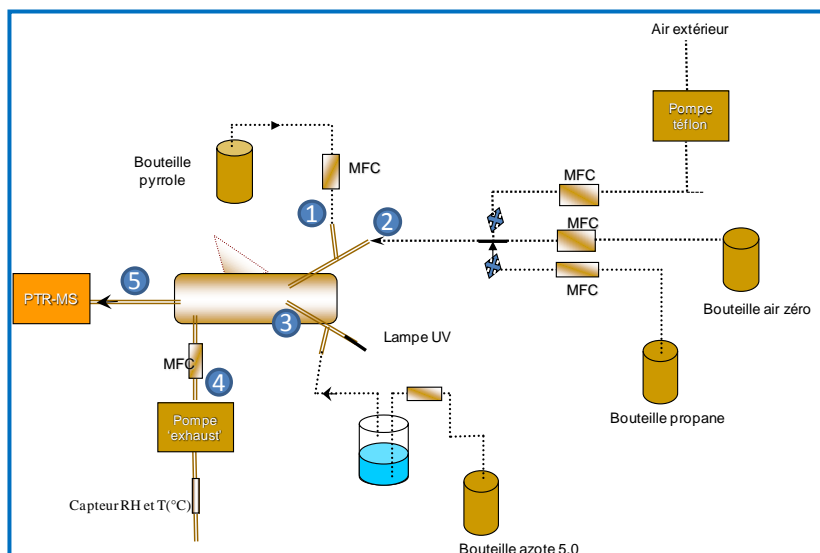 Air extérieur
Pompe
téflon
Bouteille
pyrrole
MFC
MFC
1
2
MFC
5
PTR-MS
MFC
Bouteille air zéro
3
Lampe UV
MFC
4
Bouteille propane
Pompe
'exhaust'
Capteur RH et T(°C)
Bouteille azote 5.0